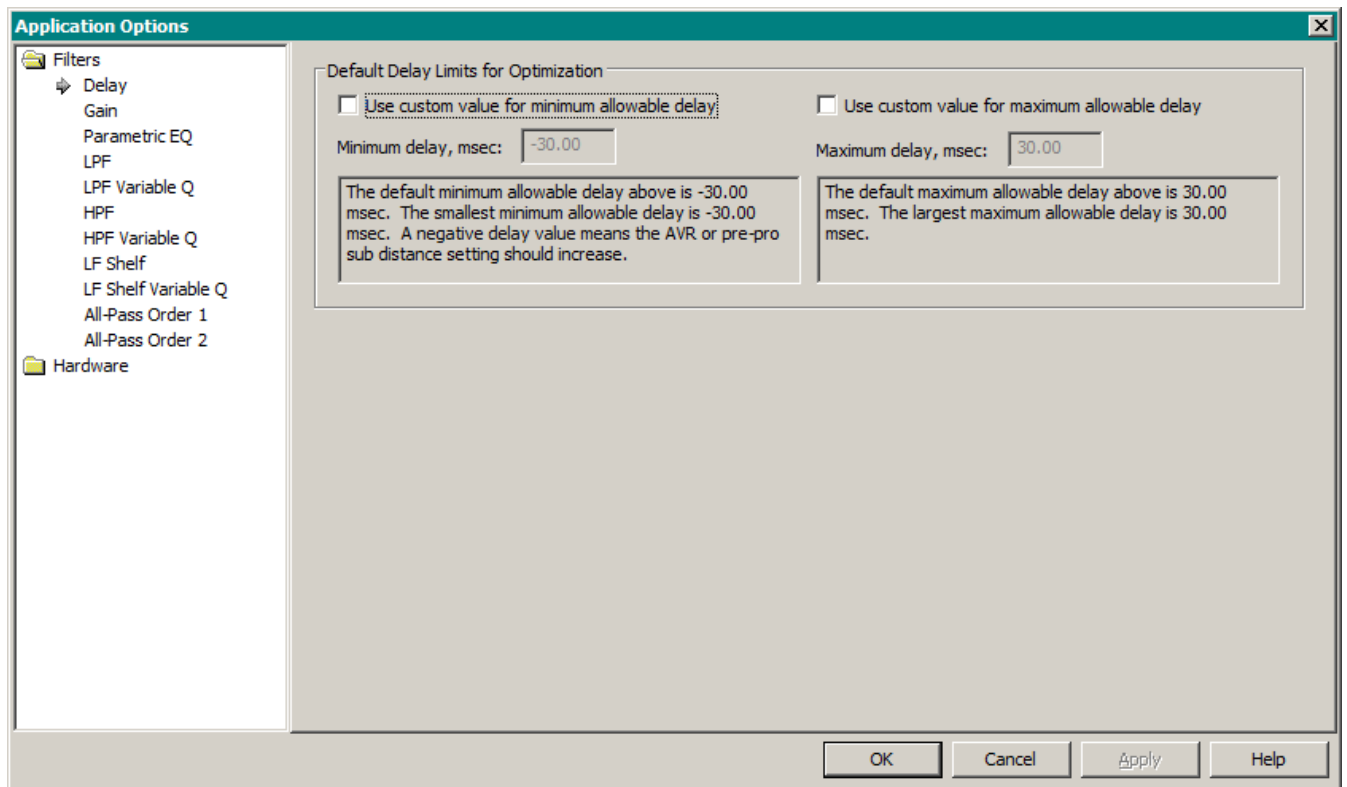 Application Options
Filters
Delay
Gain
Parametric EQ
LPF
LPF Variable Q
HPF
HPF Variable Q
LF Shelf
LF Shelf Variable Q
All-Pass Order 1
All-Pass Order 2
Hardware
Default Delay Limits for Optimization
Use custom value for minimum allowable delay
Minimum delay, msec: -30.00
The default minimum allowable delay above is -30.00
msec. The smallest minimum allowable delay is -30.00
msec. A negative delay value means the AVR or pre-pro
sub distance setting should increase.
Use custom value for maximum allowable delay
Maximum delay, msec: 30.00
The default maximum allowable delay above is 30.00
msec. The largest maximum allowable delay is 30.00
msec.
OK
Cancel
Apply
Help